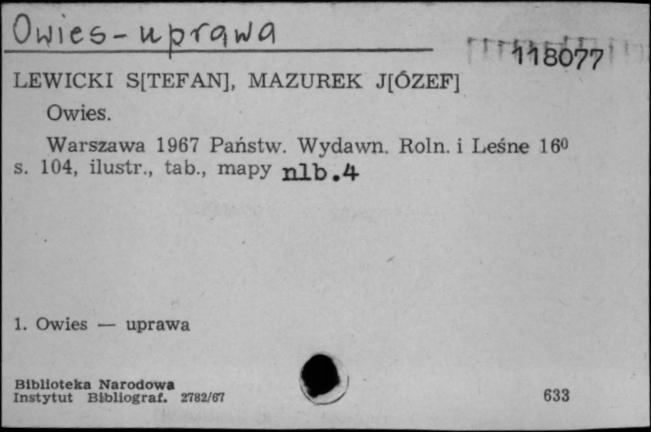 Owies-uprawa
118077
LEWICKI S[TEFAN], MAZUREK J[ÓZEF]
Owies.
Warszawa 1967 Państw. Wydawn. Roln. i Leśne 16⁰
s. 104, ilustr., tab., mapy nlb.4
1. Owies — uprawa
Biblioteka Narodowa
Instytut Bibliograf. 2782/67
633